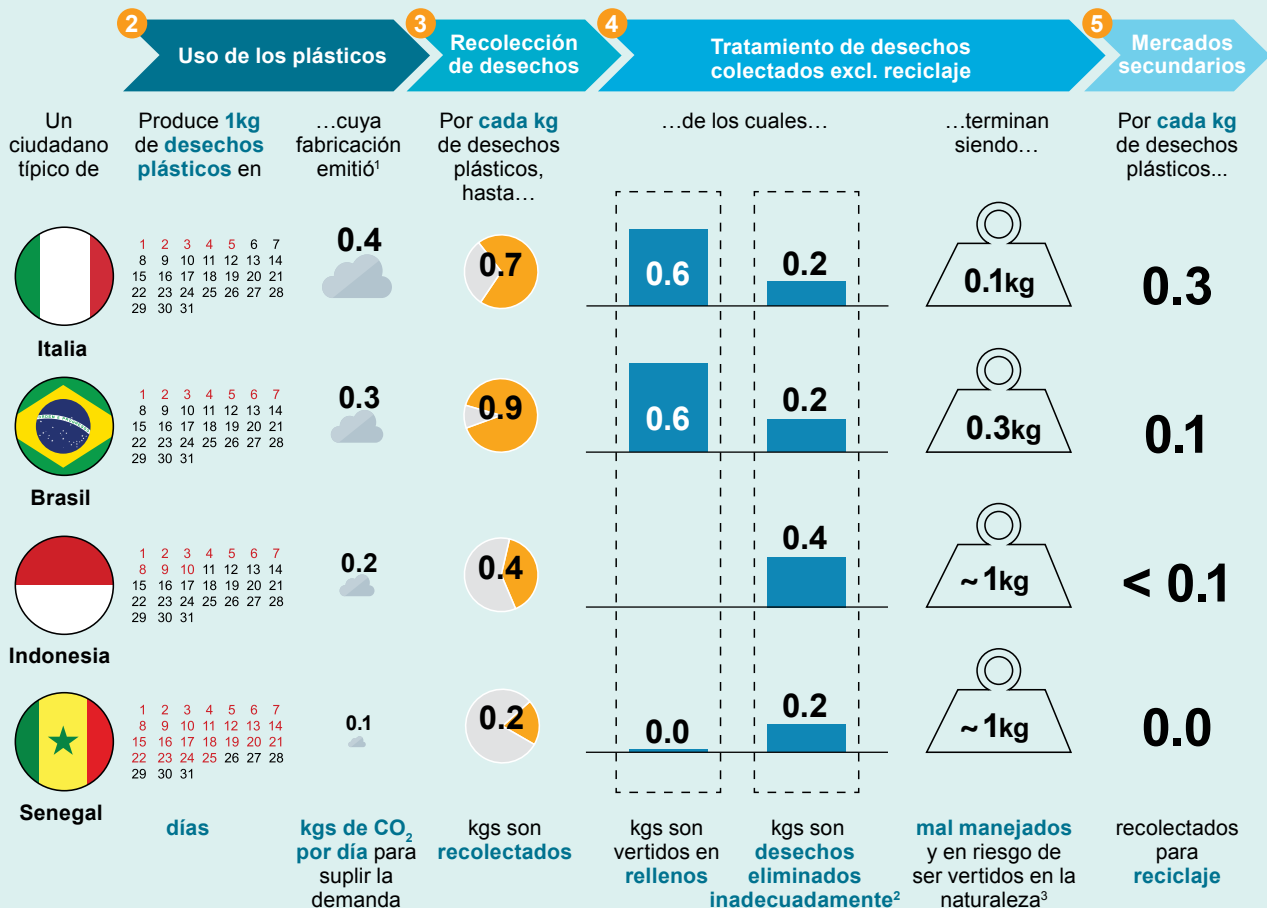 2
Uso de los plásticos
3
Recolección
de desechos
4
Tratamiento de desechos
colectados excl. reciclaje
5
Mercados
secundarios
Un
ciudadano
típico de
Produce 1kg
de desechos
plásticos en
…cuya
fabricación
emitió¹
Por cada kg
de desechos
plásticos,
hasta…
…de los cuales…
…terminan
siendo…
Por cada kg
de desechos
plásticos...
Italia
1 2 3 4 5 6 7
8 9 10 11 12 13 14
15 16 17 18 19 20 21
22 23 24 25 26 27 28
29 30 31
0.4
0.7
0.6
0.2
0.1kg
0.3
Brasil
1 2 3 4 5 6 7
8 9 10 11 12 13 14
15 16 17 18 19 20 21
22 23 24 25 26 27 28
29 30 31
0.3
0.9
0.6
0.2
0.3kg
0.1
Indonesia
1 2 3 4 5 6 7
8 9 10 11 12 13 14
15 16 17 18 19 20 21
22 23 24 25 26 27 28
29 30 31
0.2
0.4
0.4
~ 1kg
< 0.1
Senegal
1 2 3 4 5 6 7
8 9 10 11 12 13 14
15 16 17 18 19 20 21
22 23 24 25 26 27 28
29 30 31
0.1
0.2
0.0
0.2
~ 1kg
0.0
días
kgs de CO₂
por día para
suplir la
demanda
kgs son
recolectados
kgs son
vertidos en
rellenos
kgs son
desechos
eliminados
inadecuadamente²
mal manejados
y en riesgo de
ser vertidos en la
naturaleza³
recolectados
para
reciclaje